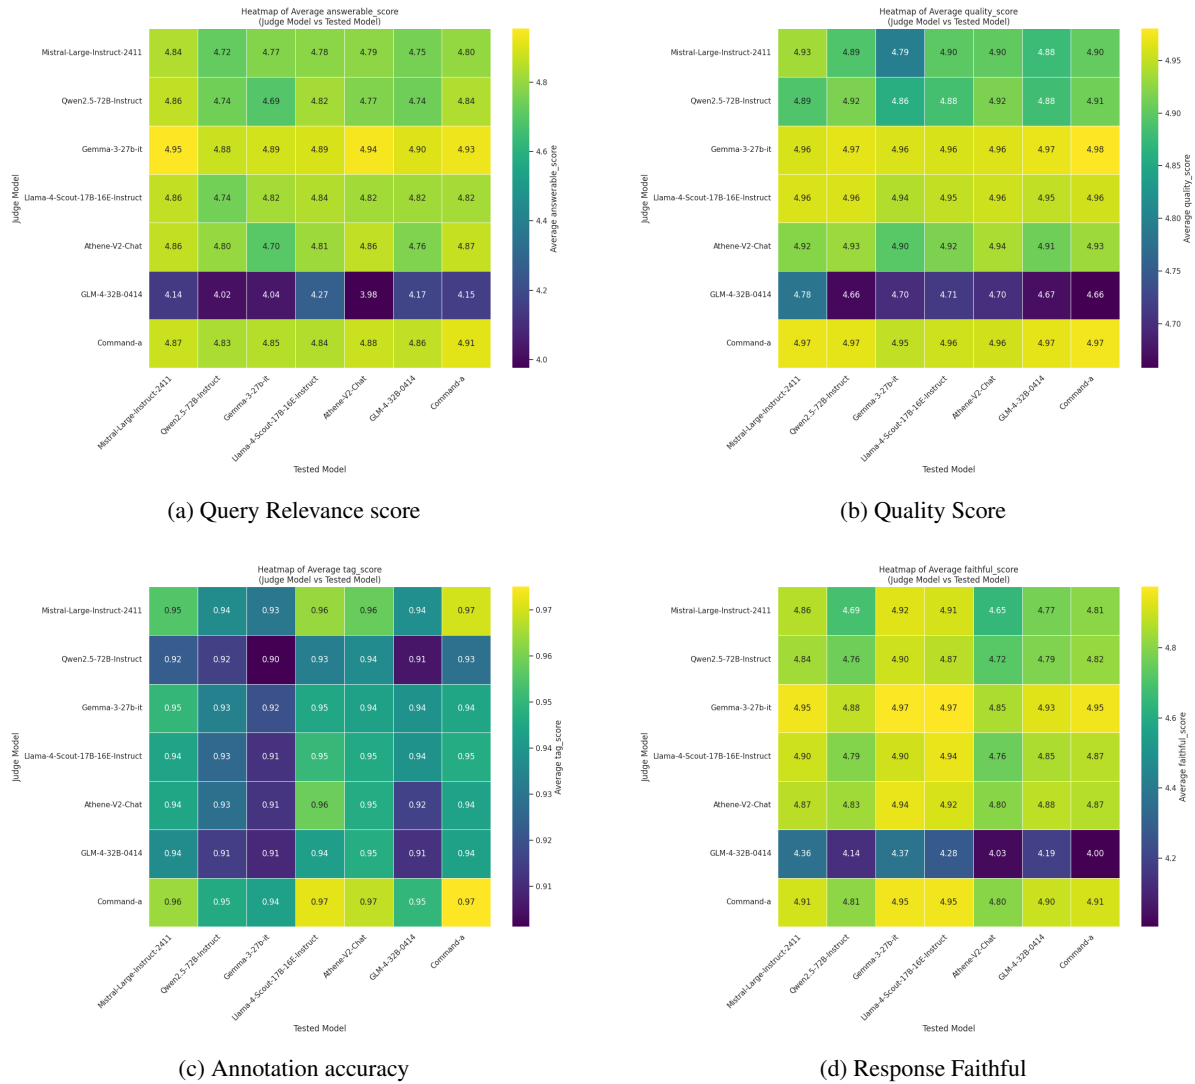 Heatmap of Average answerable_score
(Judge Model vs Tested Model)
Judge Model
Mistral-Large-Instruct-2411
4.84 4.72 4.77 4.78 4.79 4.75 4.80
Qwen2.5-72B-Instruct
4.86 4.74 4.69 4.82 4.77 4.74 4.84
Gemma-3-27b-it
4.95 4.88 4.89 4.89 4.94 4.90 4.93
Llama-4-Scout-17B-16E-Instruct
4.86 4.74 4.82 4.84 4.82 4.82 4.82
Athene-V2-Chat
4.86 4.80 4.70 4.81 4.86 4.76 4.87
GLM-4-32B-0414
4.14 4.02 4.04 4.27 3.98 4.17 4.15
Command-a
4.87 4.83 4.85 4.84 4.88 4.86 4.91
Mistral-Large-Instruct-2411
Qwen2.5-72B-Instruct
Gemma-3-27b-it
Llama-4-Scout-17B-16E-Instruct
Athene-V2-Chat
GLM-4-32B-0414
Command-a
Tested Model
4.8
4.6
4.4
4.2
4.0
Average answerable_score
(a) Query Relevance score
Heatmap of Average quality_score
(Judge Model vs Tested Model)
Judge Model
Mistral-Large-Instruct-2411
4.93 4.89 4.79 4.90 4.90 4.88 4.90
Qwen2.5-72B-Instruct
4.89 4.92 4.86 4.88 4.92 4.88 4.91
Gemma-3-27b-it
4.96 4.97 4.96 4.96 4.96 4.97 4.98
Llama-4-Scout-17B-16E-Instruct
4.96 4.96 4.94 4.95 4.96 4.95 4.96
Athene-V2-Chat
4.92 4.93 4.90 4.92 4.94 4.91 4.93
GLM-4-32B-0414
4.78 4.66 4.70 4.71 4.70 4.67 4.66
Command-a
4.97 4.97 4.95 4.96 4.96 4.97 4.97
Mistral-Large-Instruct-2411
Qwen2.5-72B-Instruct
Gemma-3-27b-it
Llama-4-Scout-17B-16E-Instruct
Athene-V2-Chat
GLM-4-32B-0414
Command-a
Tested Model
4.95
4.90
4.85
4.80
4.75
4.70
Average quality_score
(b) Quality Score
Heatmap of Average tag_score
(Judge Model vs Tested Model)
Judge Model
Mistral-Large-Instruct-2411
0.95 0.94 0.93 0.96 0.96 0.94 0.97
Qwen2.5-72B-Instruct
0.92 0.92 0.90 0.93 0.94 0.91 0.93
Gemma-3-27b-it
0.95 0.93 0.92 0.95 0.94 0.94 0.94
Llama-4-Scout-17B-16E-Instruct
0.94 0.93 0.91 0.95 0.94 0.94 0.95
Athene-V2-Chat
0.94 0.93 0.91 0.96 0.95 0.92 0.94
GLM-4-32B-0414
0.94 0.91 0.91 0.94 0.95 0.91 0.94
Command-a
0.96 0.95 0.94 0.97 0.97 0.95 0.97
Mistral-Large-Instruct-2411
Qwen2.5-72B-Instruct
Gemma-3-27b-it
Llama-4-Scout-17B-16E-Instruct
Athene-V2-Chat
GLM-4-32B-0414
Command-a
Tested Model
0.97
0.96
0.95
0.94
0.93
0.92
0.91
Average tag_score
(c) Annotation accuracy
Heatmap of Average faithful_score
(Judge Model vs Tested Model)
Judge Model
Mistral-Large-Instruct-2411
4.86 4.69 4.92 4.91 4.65 4.77 4.81
Qwen2.5-72B-Instruct
4.84 4.76 4.90 4.87 4.72 4.79 4.82
Gemma-3-27b-it
4.95 4.88 4.97 4.97 4.85 4.93 4.95
Llama-4-Scout-17B-16E-Instruct
4.90 4.79 4.90 4.94 4.76 4.85 4.87
Athene-V2-Chat
4.87 4.83 4.94 4.92 4.80 4.88 4.87
GLM-4-32B-0414
4.36 4.14 4.37 4.28 4.03 4.19 4.00
Command-a
4.91 4.81 4.95 4.95 4.80 4.90 4.91
Mistral-Large-Instruct-2411
Qwen2.5-72B-Instruct
Gemma-3-27b-it
Llama-4-Scout-17B-16E-Instruct
Athene-V2-Chat
GLM-4-32B-0414
Command-a
Tested Model
4.8
4.6
4.4
4.2
Average faithful_score
(d) Response Faithful